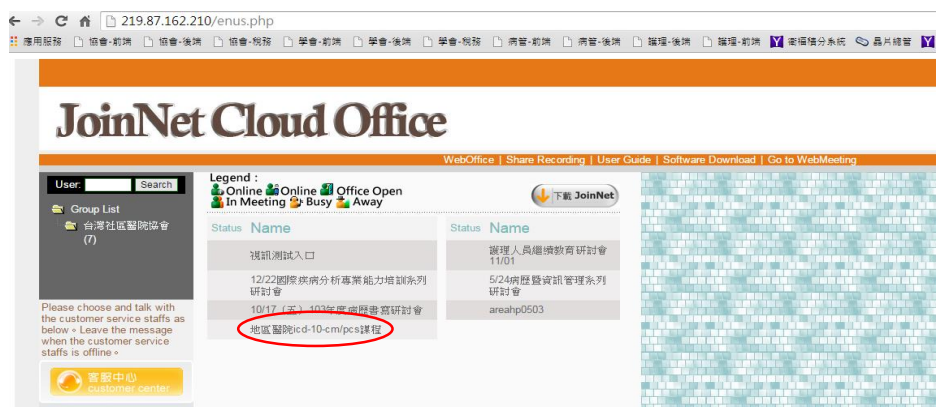 219.87.162.210/enus.php
應用服務 協會-前端 協會-後端 協會-稅務 學會-前端 學會-後端 學會-稅務 病管-前端 病管-後端 護理-後端 護理-前端 衛福積分系統 晶片總管
JoinNet Cloud Office
WebOffice | Share Recording | User Guide | Software Download | Go to WebMeeting
User: Search
Group List
台灣社區醫院協會
(7)
Please choose and talk with
the customer service staffs as
below。Leave the message
when the customer service
staffs is offline。
客服中心
customer center
Legend :
Online Online Office Open
In Meeting Busy Away
下載 JoinNet
Status Name
視訊測試入口
12/22國際疾病分析專業能力培訓系列
研討會
10/17（五）103年度病歷書寫研討會
地區醫院icd-10-cm/pcs課程
Status Name
護理人員繼續教育研討會
11/01
5/24病歷暨資訊管理系列
研討會
areahp0503